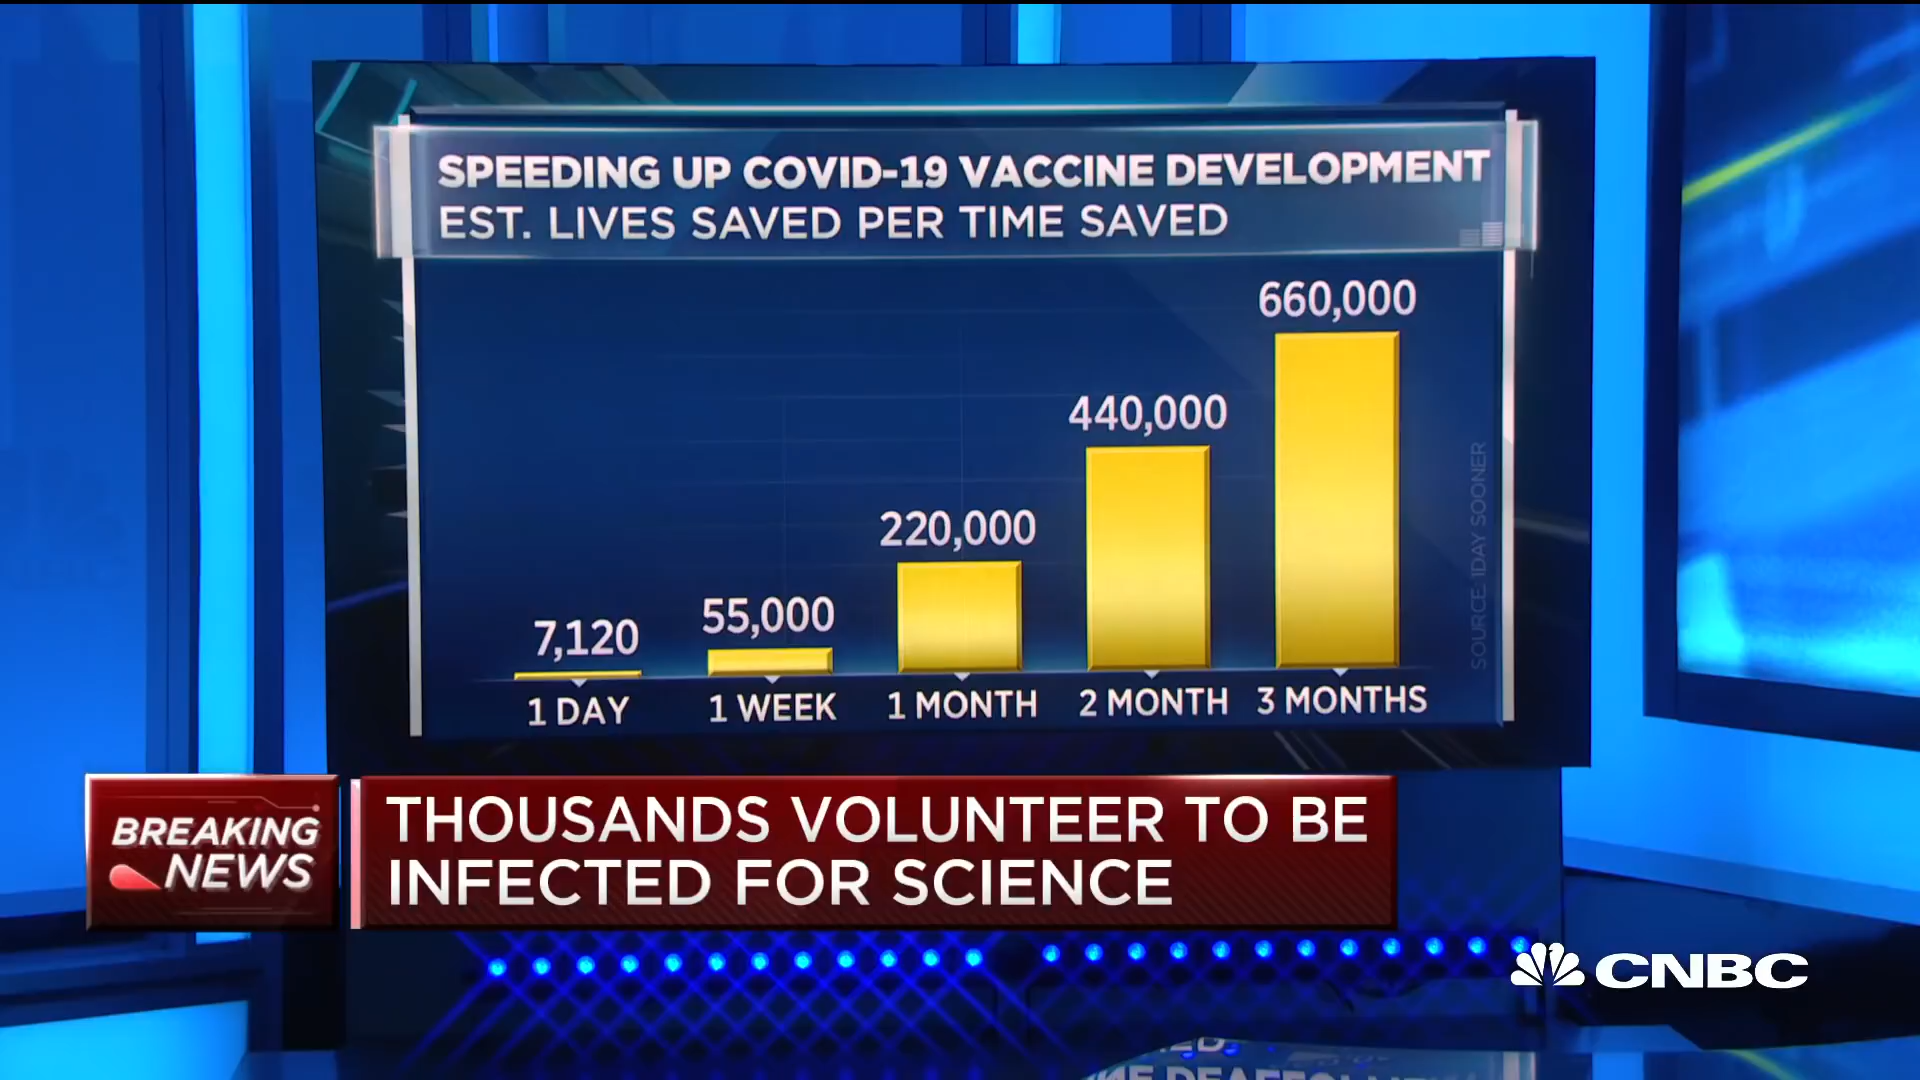 SPEEDING UP COVID-19 VACCINE DEVELOPMENT
EST. LIVES SAVED PER TIME SAVED
7,120
55,000
220,000
440,000
660,000
1 DAY
1 WEEK
1 MONTH
2 MONTH
3 MONTHS
SOURCE: 1DAY SOONER
BREAKING
NEWS
THOUSANDS VOLUNTEER TO BE
INFECTED FOR SCIENCE
CNBC